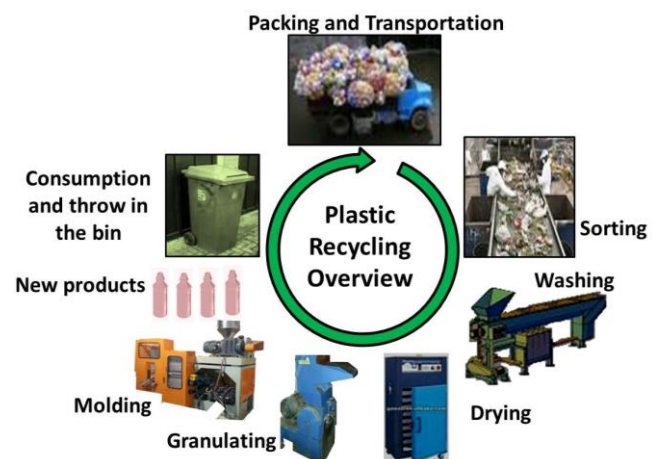 Packing and Transportation
Consumption
and throw in
the bin
Plastic
Recycling
Overview
Sorting
New products
Washing
Molding
Drying
Granulating